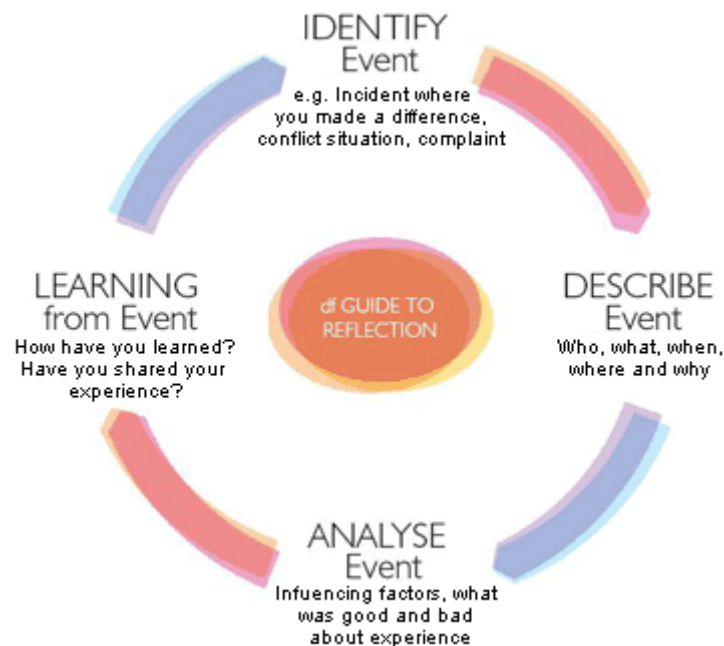 IDENTIFY
Event
e.g. Incident where
you made a difference,
conflict situation, complaint
LEARNING
from Event
How have you learned?
Have you shared your
experience?
df GUIDE TO
REFLECTION
DESCRIBE
Event
Who, what, when,
where and why
ANALYSE
Event
Infuencing factors, what
was good and bad
about experience